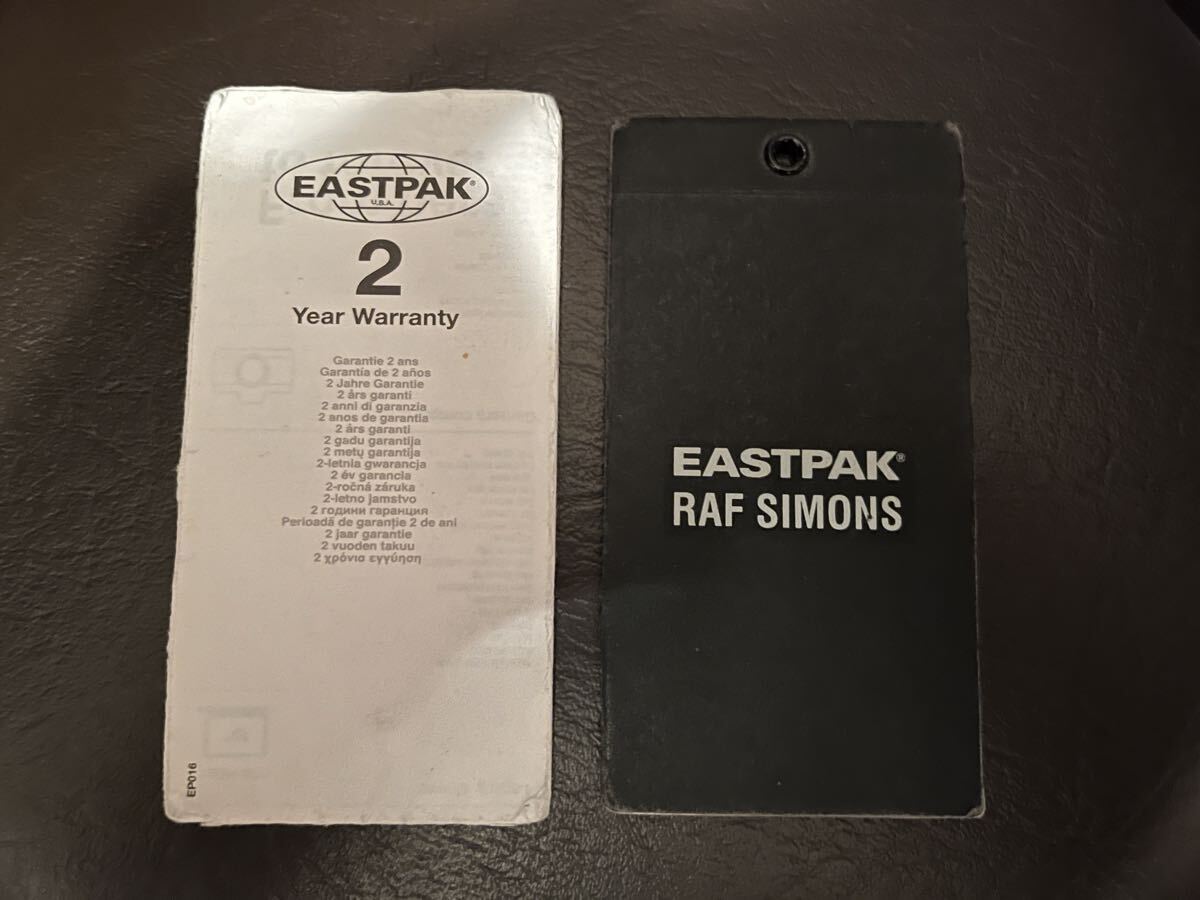 EASTPAK®
U.S.A.
2
Year Warranty
Garantie 2 ans
Garantía de 2 años
2 Jahre Garantie
2 års garanti
2 anni di garanzia
2 anos de garantia
2 års garanti
2 gadu garantija
2 metų garantija
2-letnia gwarancja
2 év garancia
2-ročná záruka
2-letno jamstvo
2 години гаранция
Perioadă de garanţie 2 de ani
2 jaar garantie
2 vuoden takuu
2 χρόνια εγγύηση
EP016
EASTPAK®
RAF SIMONS